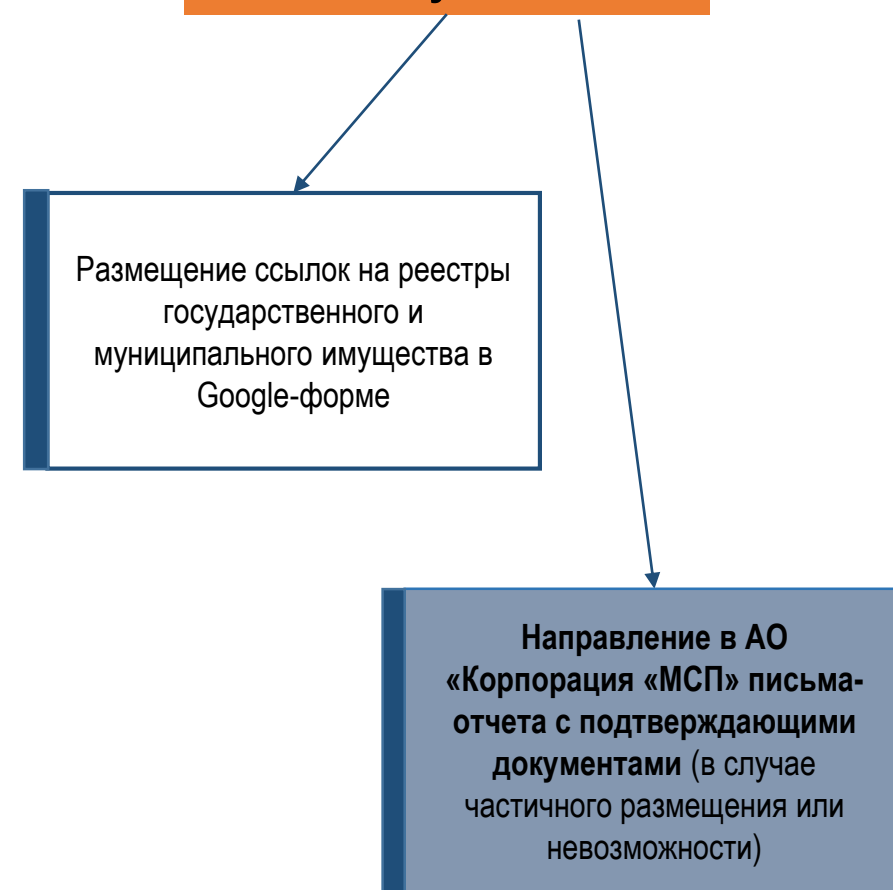 Размещение ссылок на реестры
государственного и
муниципального имущества в
Google-форме
Направление в АО
«Корпорация «МСП» письма-
отчета с подтверждающими
документами (в случае
частичного размещения или
невозможности)